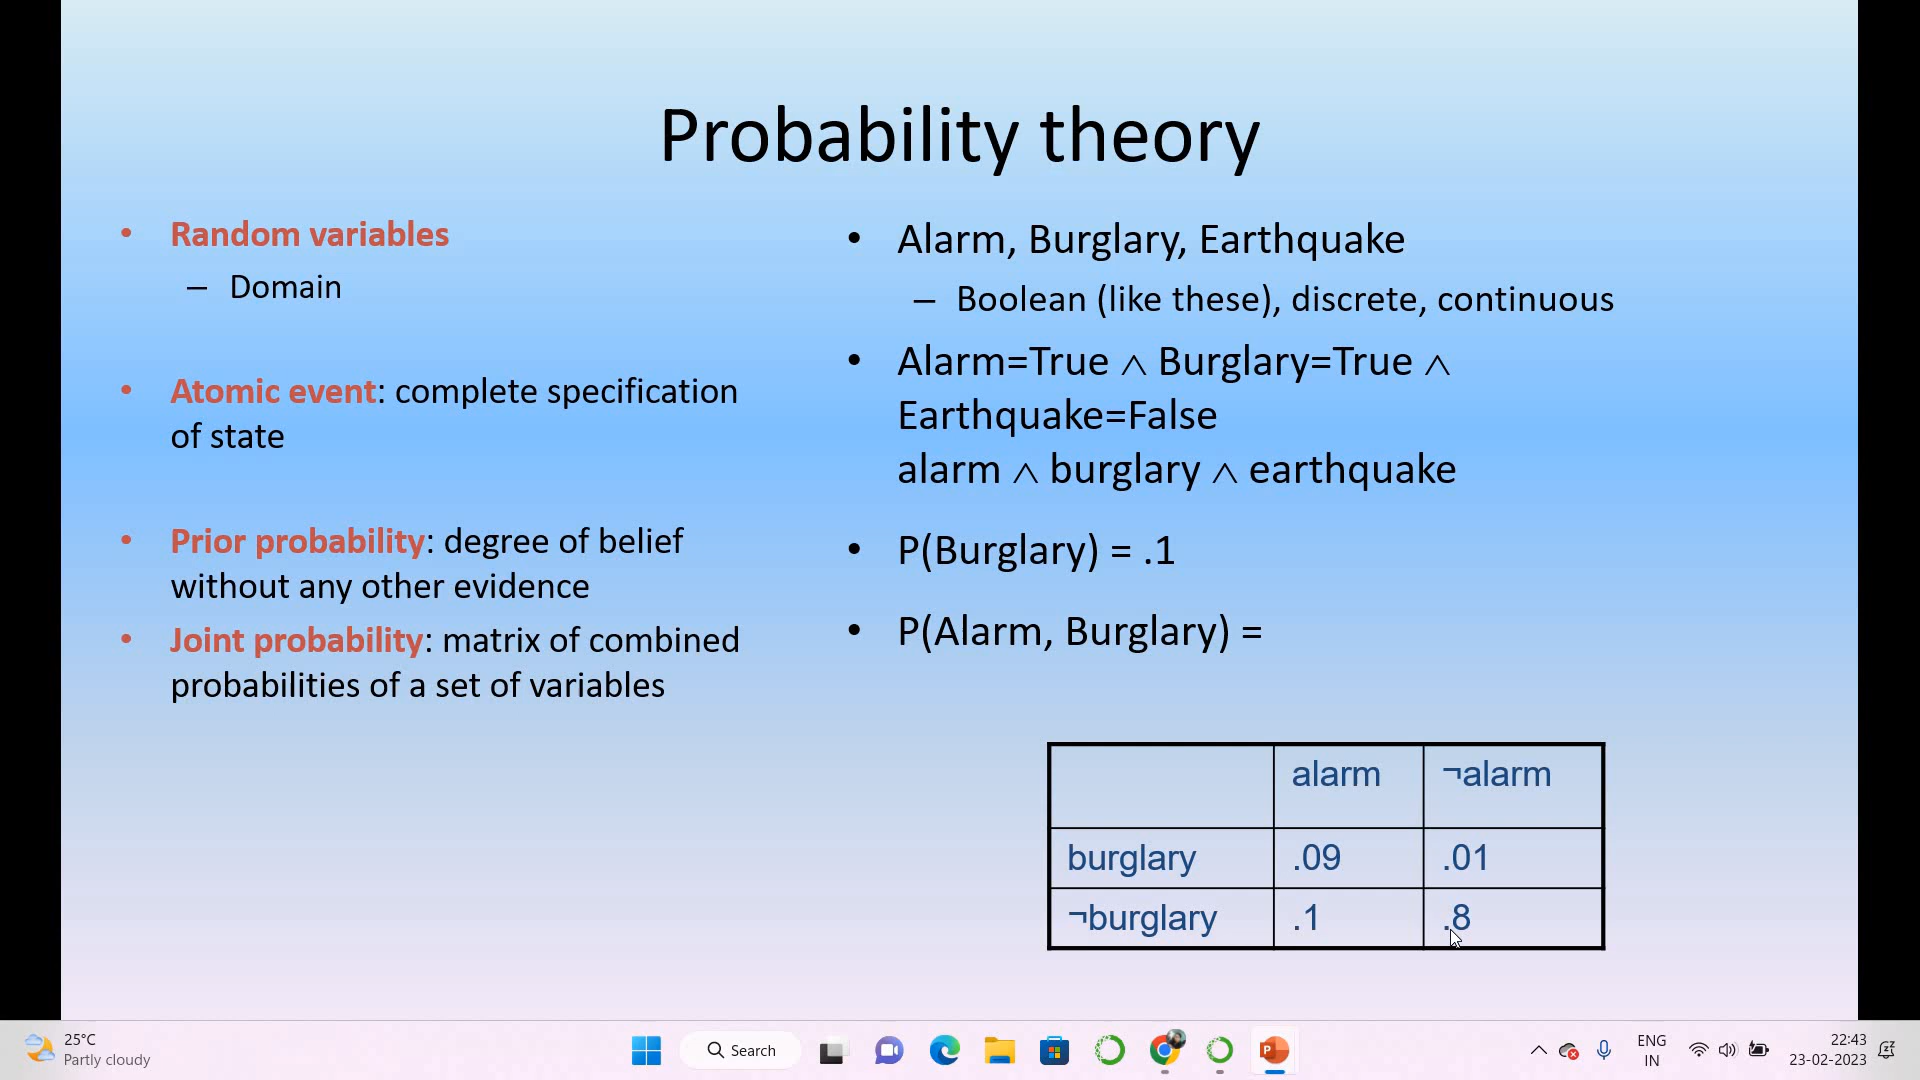 Probability theory
• Random variables
– Domain
• Atomic event: complete specification
of state
• Prior probability: degree of belief
without any other evidence
• Joint probability: matrix of combined
probabilities of a set of variables
• Alarm, Burglary, Earthquake
– Boolean (like these), discrete, continuous
• Alarm=True ∧ Burglary=True ∧
Earthquake=False
alarm ∧ burglary ∧ earthquake
• P(Burglary) = .1
• P(Alarm, Burglary) =
alarm ¬alarm
burglary .09 .01
¬burglary .1 .8
25°C
Partly cloudy
Search
ENG
IN
22:43
23-02-2023